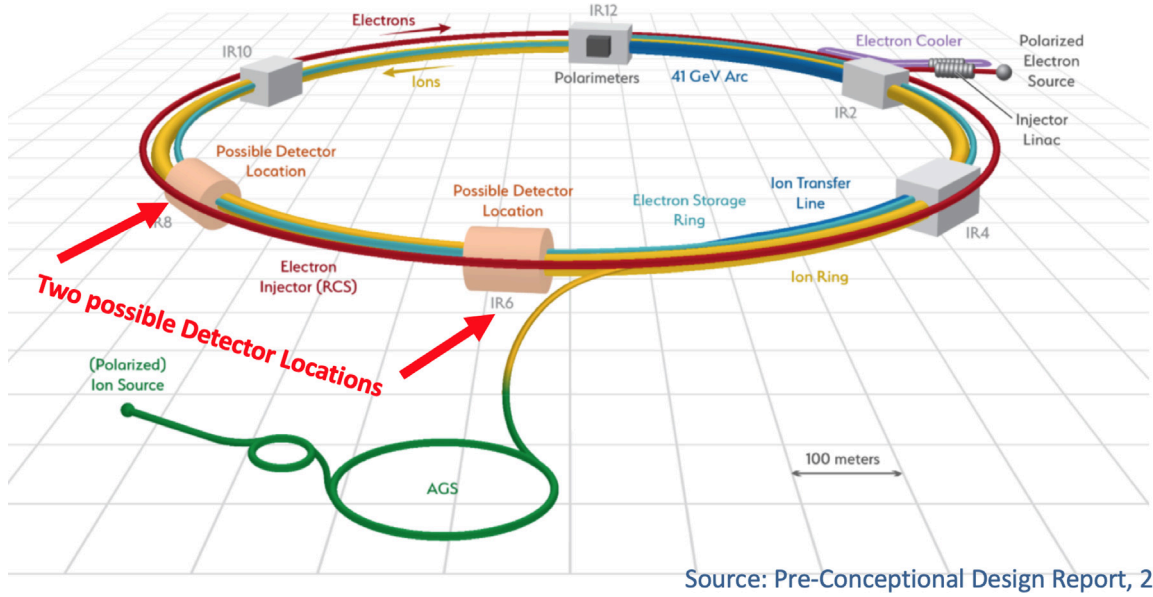 IR12
Electrons
IR10
Ions
Polarimeters
41 GeV Arc
Electron Cooler
Polarized
Electron
Source
IR2
Injector
Linac
Possible Detector
Location
Possible Detector
Location
Electron Storage
Ring
Ion Transfer
Line
R8
IR4
Electron
Injector (RCS)
Ion Ring
IR6
Two possible Detector Locations
(Polarized)
Ion Source
AGS
100 meters
Source: Pre-Conceptual Design Report, 2